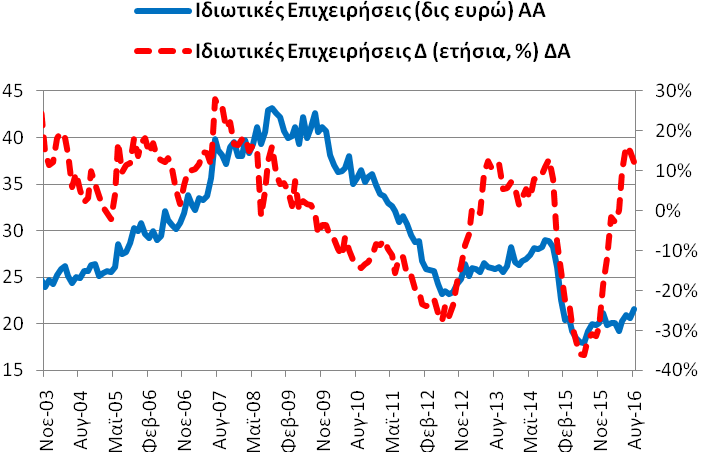 Ιδιωτικές Επιχειρήσεις (δις ευρώ) ΑΑ
Ιδιωτικές Επιχειρήσεις Δ (ετήσια, %) ΔΑ
45
40
35
30
25
20
15
30%
20%
10%
0%
-10%
-20%
-30%
-40%
Νοε-03
Αυγ-04
Μαϊ-05
Φεβ-06
Νοε-06
Αυγ-07
Μαϊ-08
Φεβ-09
Νοε-09
Αυγ-10
Μαϊ-11
Φεβ-12
Νοε-12
Αυγ-13
Μαϊ-14
Φεβ-15
Νοε-15
Αυγ-16